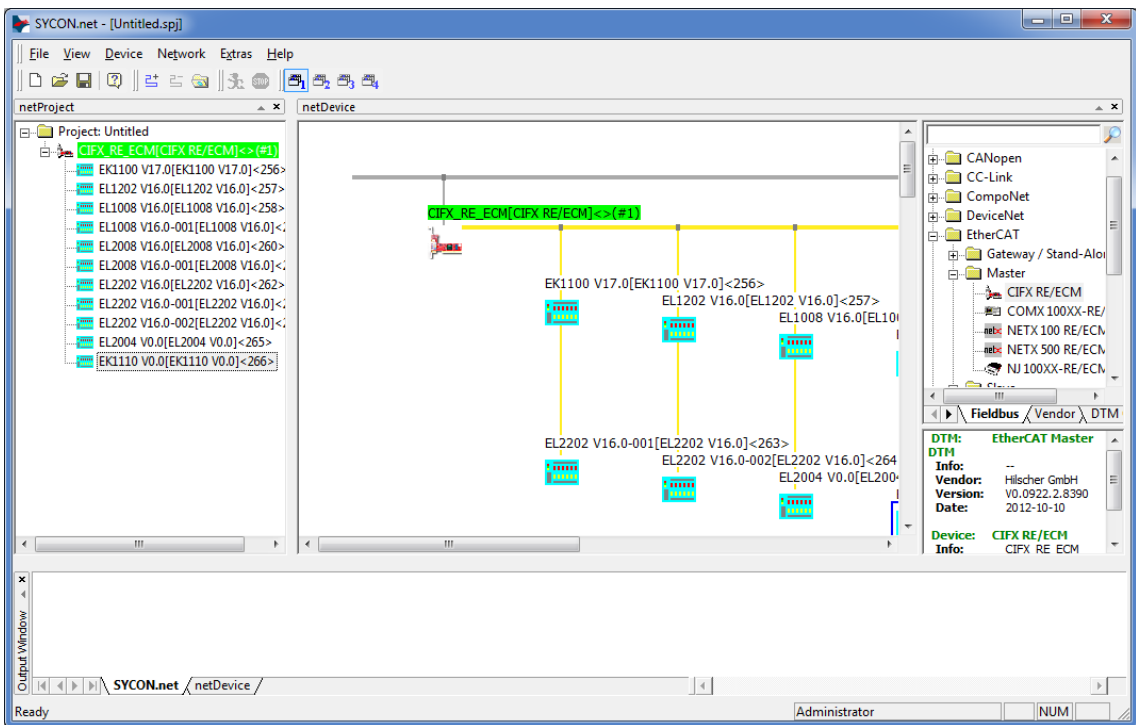 SYCON.net - [Untitled.spj]
File View Device Network Extras Help
netProject
Project: Untitled
CIFX_RE_ECM[CIFX RE/ECM]<>(#1)
EK1100 V17.0[EK1100 V17.0]<256>
EL1202 V16.0[EL1202 V16.0]<257>
EL1008 V16.0[EL1008 V16.0]<258>
EL1008 V16.0-001[EL1008 V16.0]<2
EL2008 V16.0[EL2008 V16.0]<260>
EL2008 V16.0-001[EL2008 V16.0]<2
EL2202 V16.0[EL2202 V16.0]<262>
EL2202 V16.0-001[EL2202 V16.0]<2
EL2202 V16.0-002[EL2202 V16.0]<2
EL2004 V0.0[EL2004 V0.0]<265>
EK1110 V0.0[EK1110 V0.0]<266>
netDevice
CIFX_RE_ECM[CIFX RE/ECM]<>(#1)
EK1100 V17.0[EK1100 V17.0]<256>
EL1202 V16.0[EL1202 V16.0]<257>
EL1008 V16.0[EL10
EL2202 V16.0-001[EL2202 V16.0]<263>
EL2202 V16.0-002[EL2202 V16.0]<264
EL2004 V0.0[EL200
CANopen
CC-Link
CompoNet
DeviceNet
EtherCAT
Gateway / Stand-Alo
Master
CIFX RE/ECM
COMX 100XX-RE/
NETX 100 RE/ECM
NETX 500 RE/ECM
NJ 100XX-RE/ECM
Fieldbus Vendor DTM
DTM: EtherCAT Master
DTM
Info: --
Vendor: Hilscher GmbH
Version: V0.0922.2.8390
Date: 2012-10-10
Device: CIFX RE/ECM
Info: CIFX RE ECM
Output Window
SYCON.net netDevice
Ready Administrator NUM